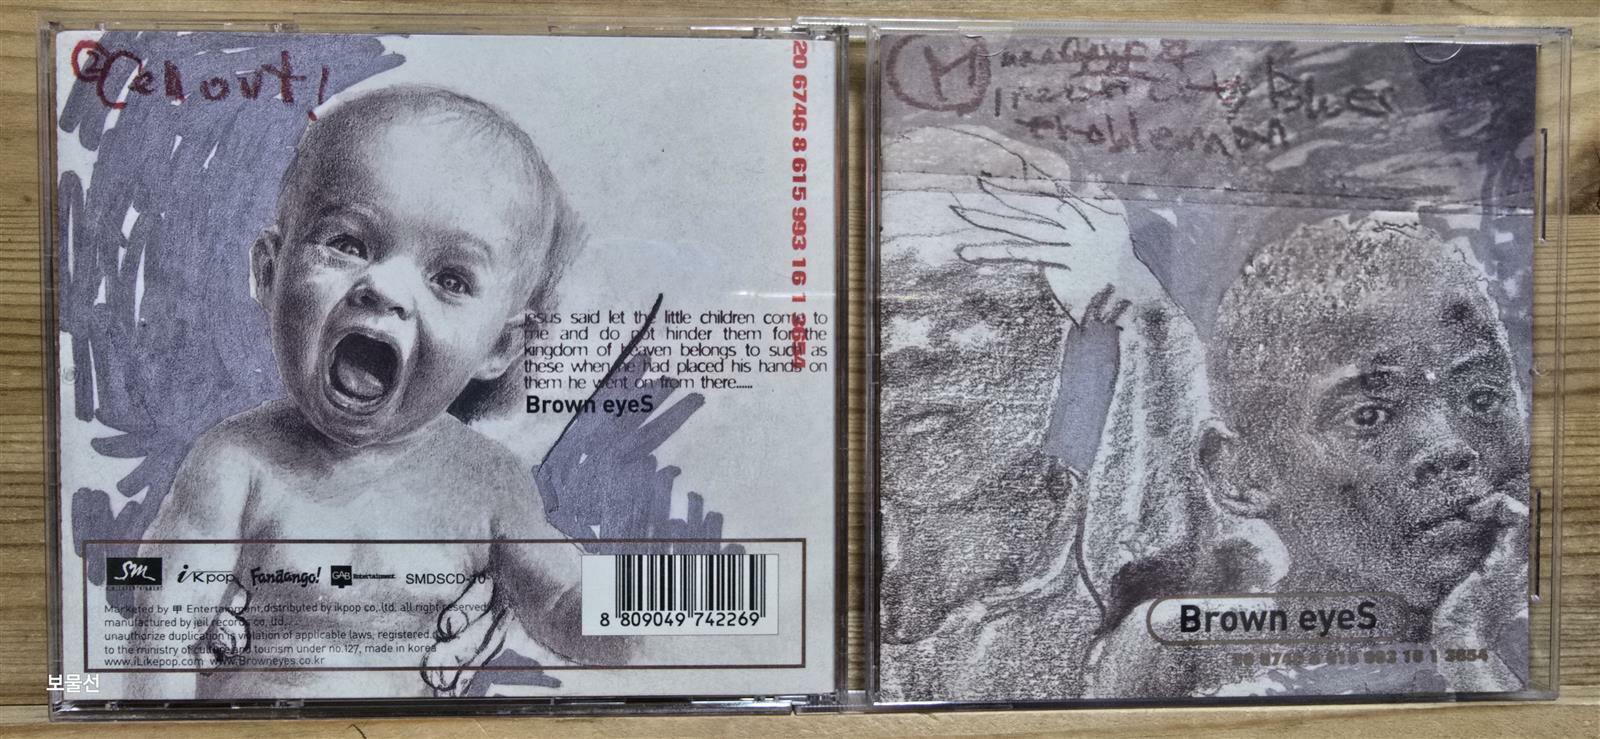 Cell out!
20 6746 8 615 993 16 1 3654
jesus said let the little children come to
me and do not hinder them for the
kingdom of heaven belongs to such as
these when he had placed his hands on
them he went on from there......
Brown eyeS
SM
iKpop
Fandango!
GAB Entertainment
SMDSCD-10
8 809049 742269
Marketed by 甲 Entertainment,distributed by ikpop co,.ltd. all right reserved
manufactured by jeil records co, ltd,.
unauthorize duplication is violation of applicable laws, registered
to the ministry of culture and tourism under no.127, made in korea
www.iLikepop.com www.Browneyes.co.kr
보물선
Blues
Brown eyeS
20 6746 8 615 993 16 1 3654